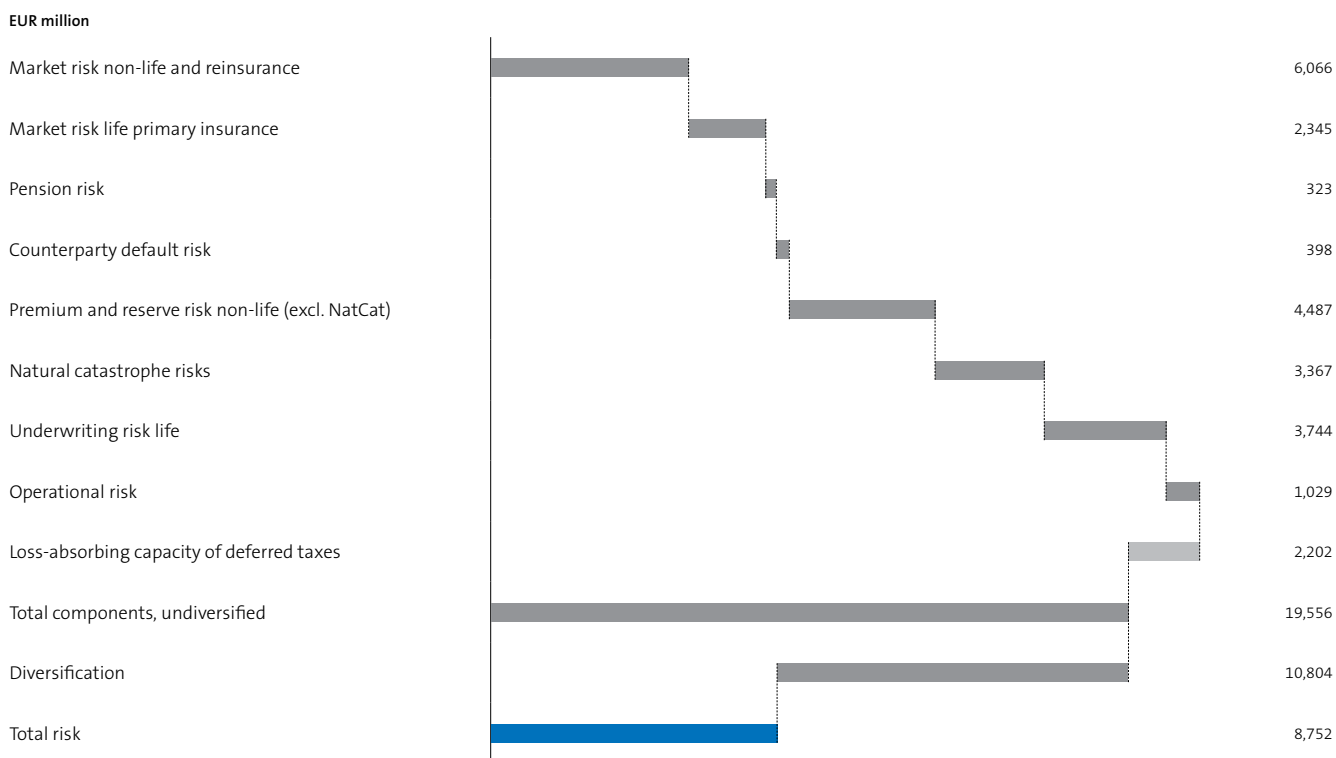 EUR million
Market risk non-life and reinsurance 6,066
Market risk life primary insurance 2,345
Pension risk 323
Counterparty default risk 398
Premium and reserve risk non-life (excl. NatCat) 4,487
Natural catastrophe risks 3,367
Underwriting risk life 3,744
Operational risk 1,029
Loss-absorbing capacity of deferred taxes 2,202
Total components, undiversified 19,556
Diversification 10,804
Total risk 8,752